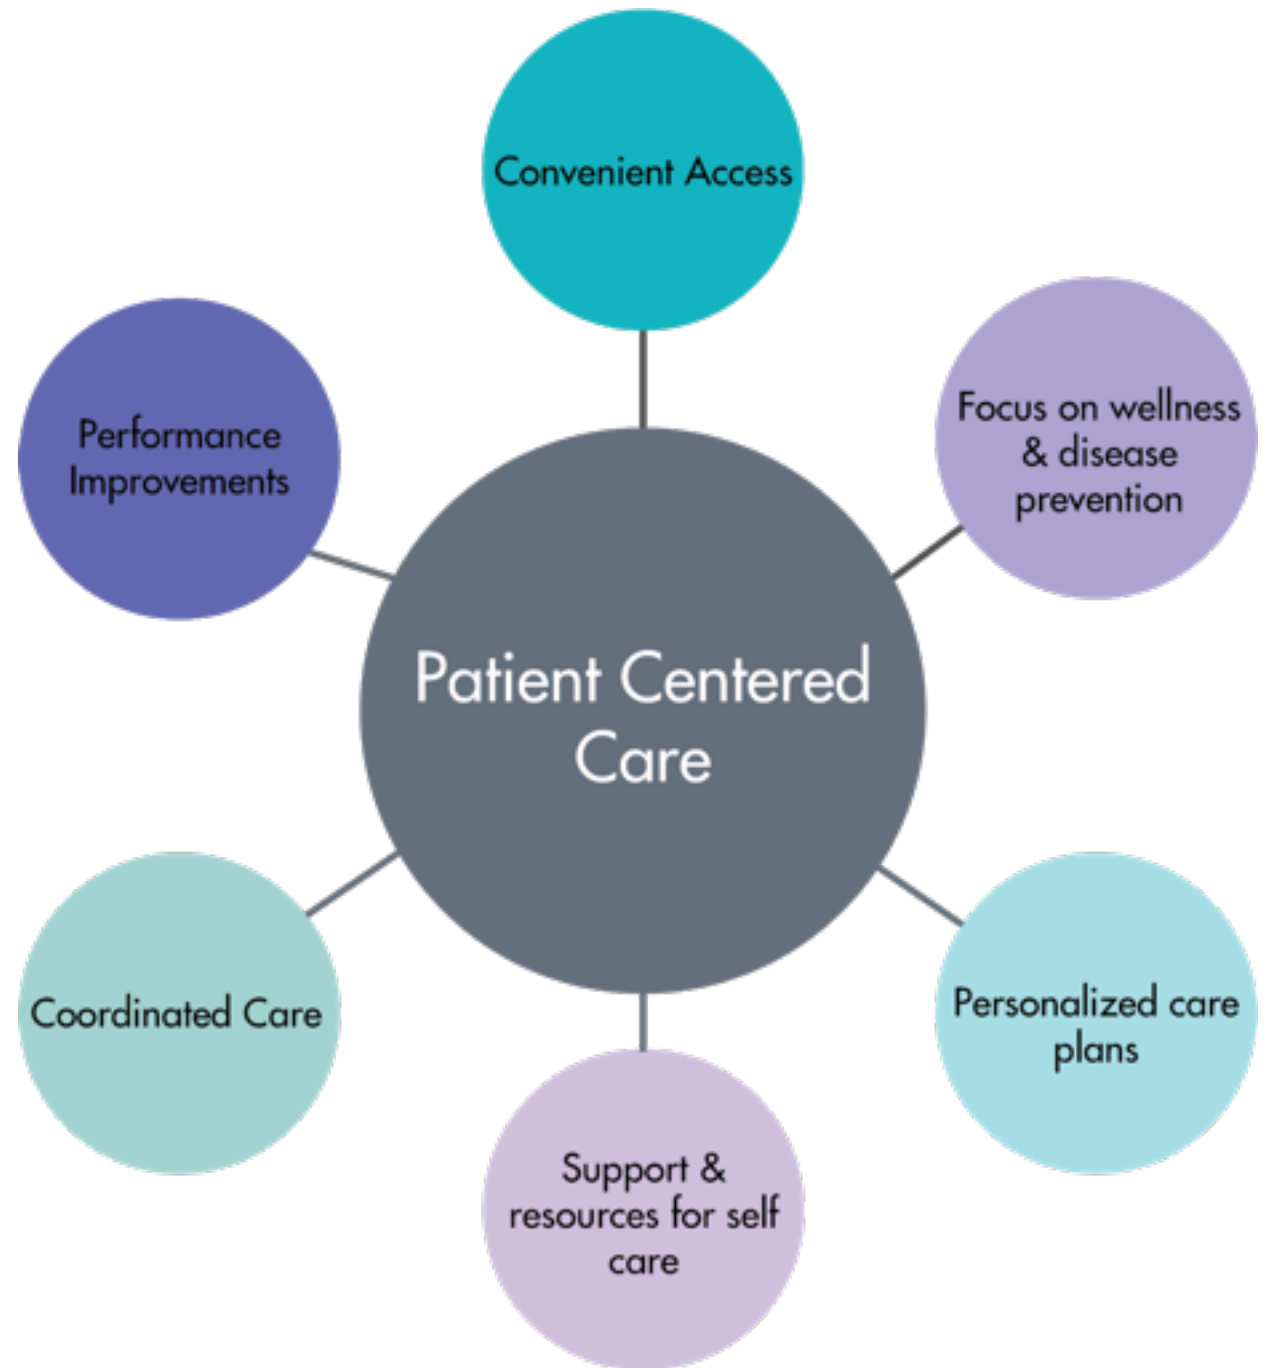 Convenient Access
Focus on wellness
& disease
prevention
Performance
Improvements
Patient Centered
Care
Coordinated Care
Personalized care
plans
Support &
resources for self
care